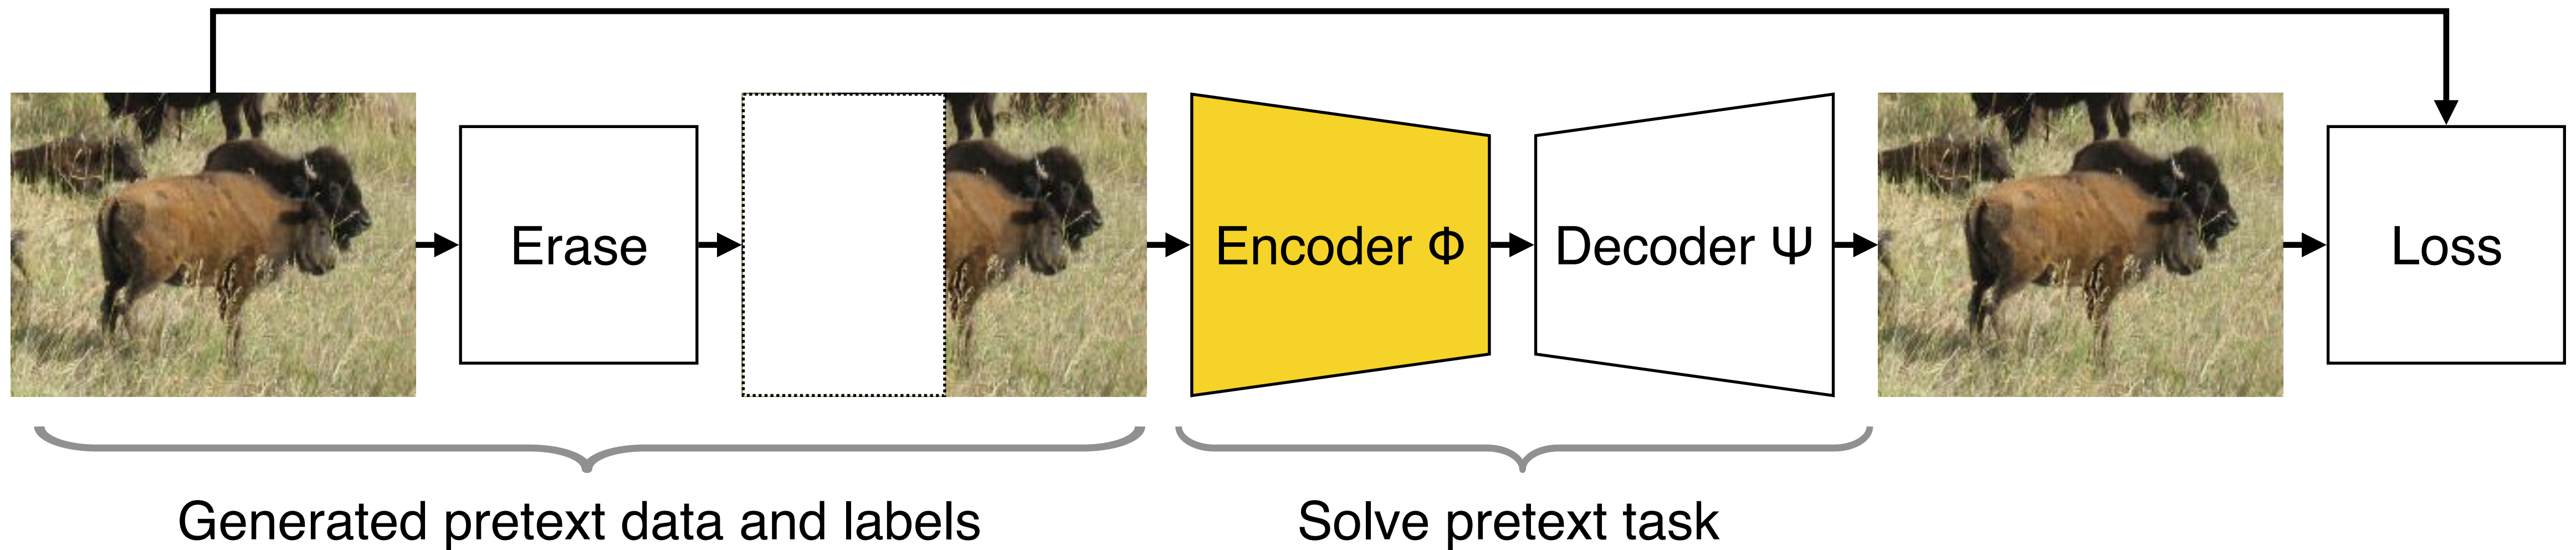 Erase
Encoder Φ
Decoder Ψ
Loss
Generated pretext data and labels
Solve pretext task